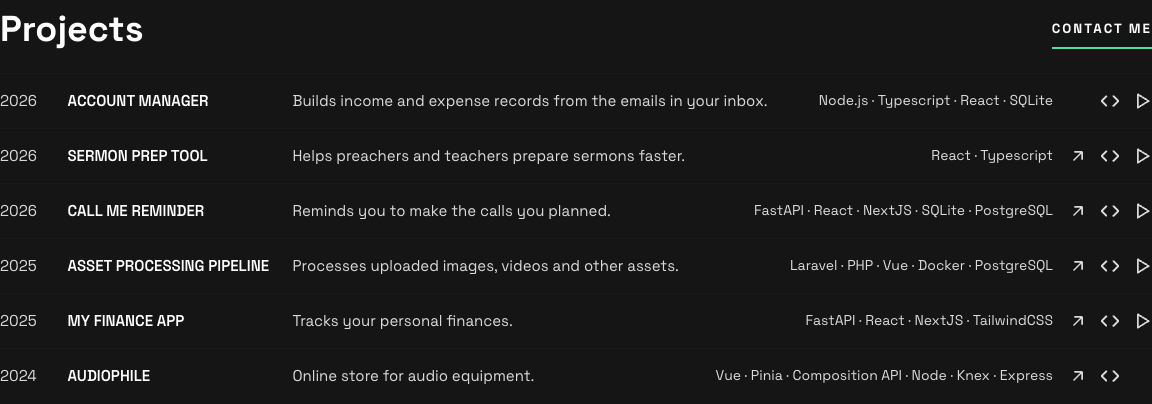 Projects
CONTACT ME
2026 ACCOUNT MANAGER Builds income and expense records from the emails in your inbox. Node.js · Typescript · React · SQLite
2026 SERMON PREP TOOL Helps preachers and teachers prepare sermons faster. React · Typescript
2026 CALL ME REMINDER Reminds you to make the calls you planned. FastAPI · React · NextJS · SQLite · PostgreSQL
2025 ASSET PROCESSING PIPELINE Processes uploaded images, videos and other assets. Laravel · PHP · Vue · Docker · PostgreSQL
2025 MY FINANCE APP Tracks your personal finances. FastAPI · React · NextJS · TailwindCSS
2024 AUDIOPHILE Online store for audio equipment. Vue · Pinia · Composition API · Node · Knex · Express